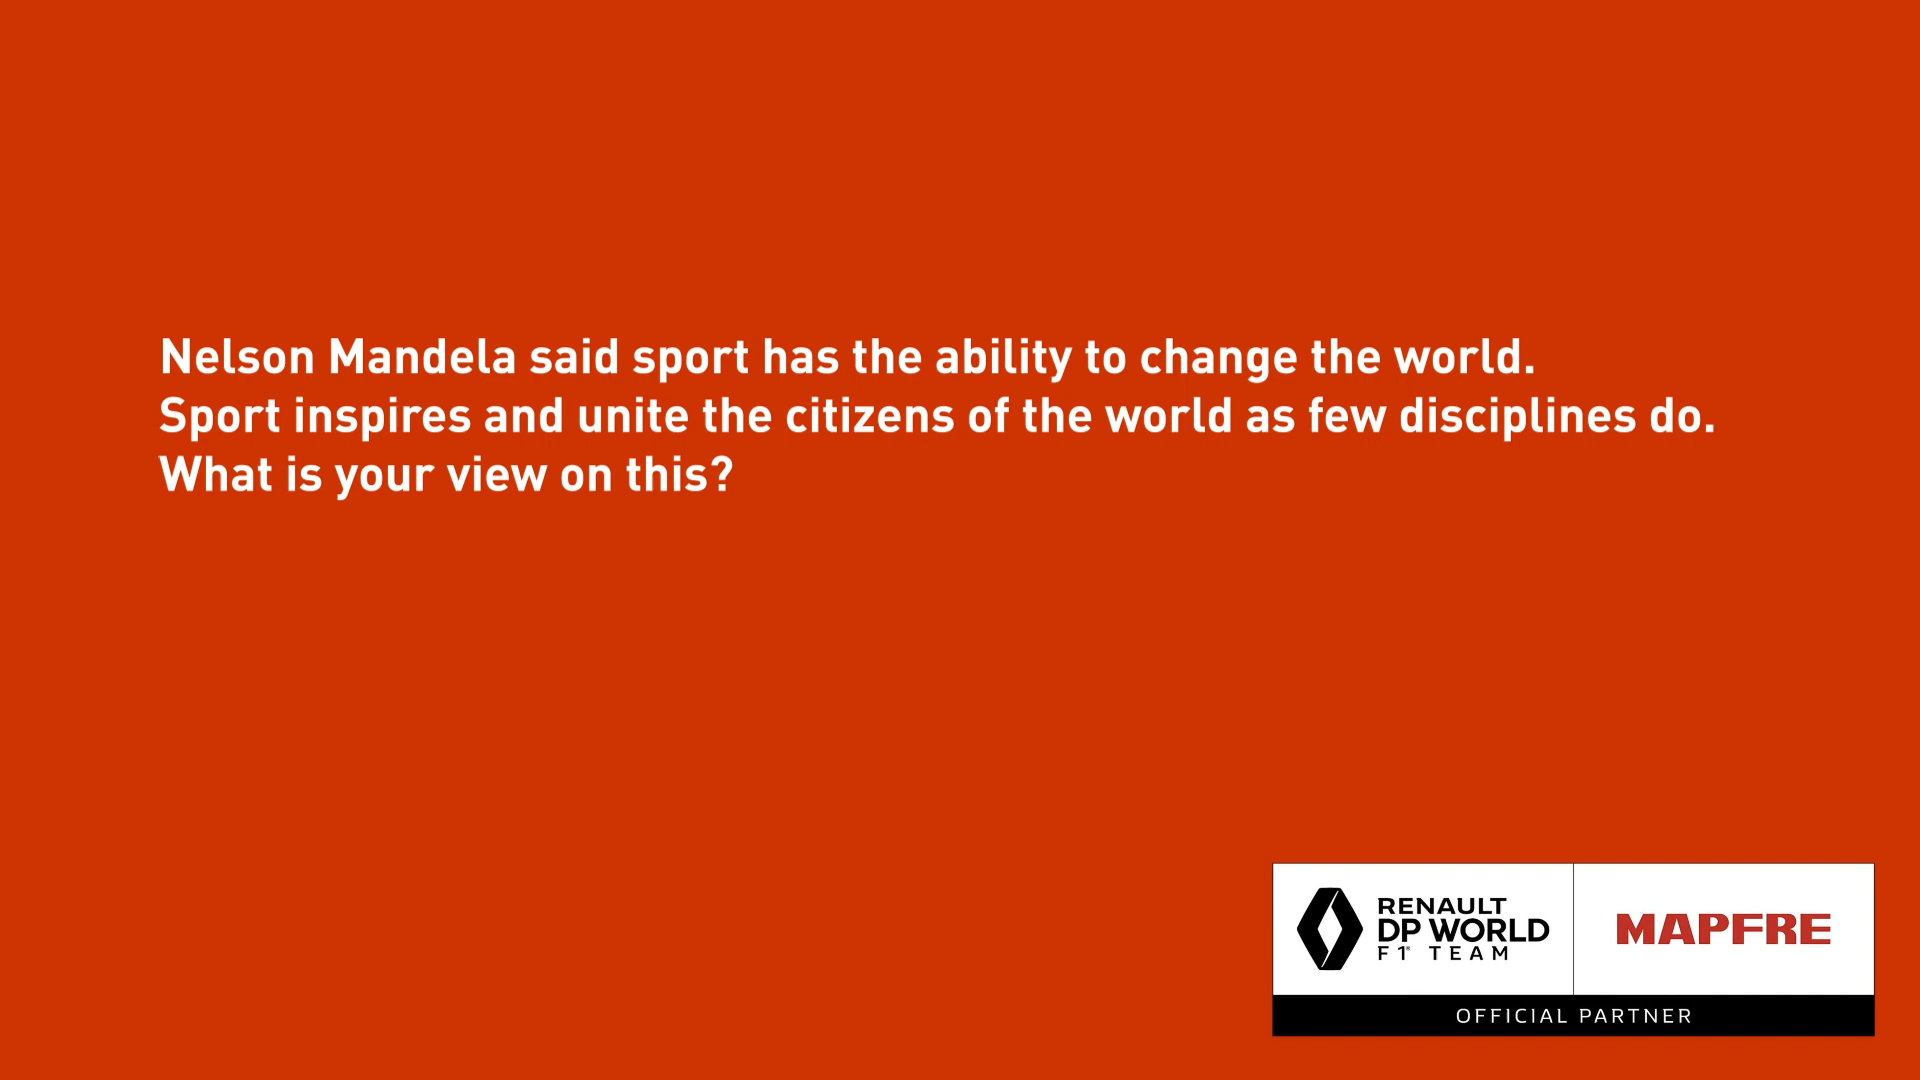 Nelson Mandela said sport has the ability to change the world.
Sport inspires and unite the citizens of the world as few disciplines do.
What is your view on this?
RENAULT
DP WORLD
F1® TEAM
MAPFRE
OFFICIAL PARTNER